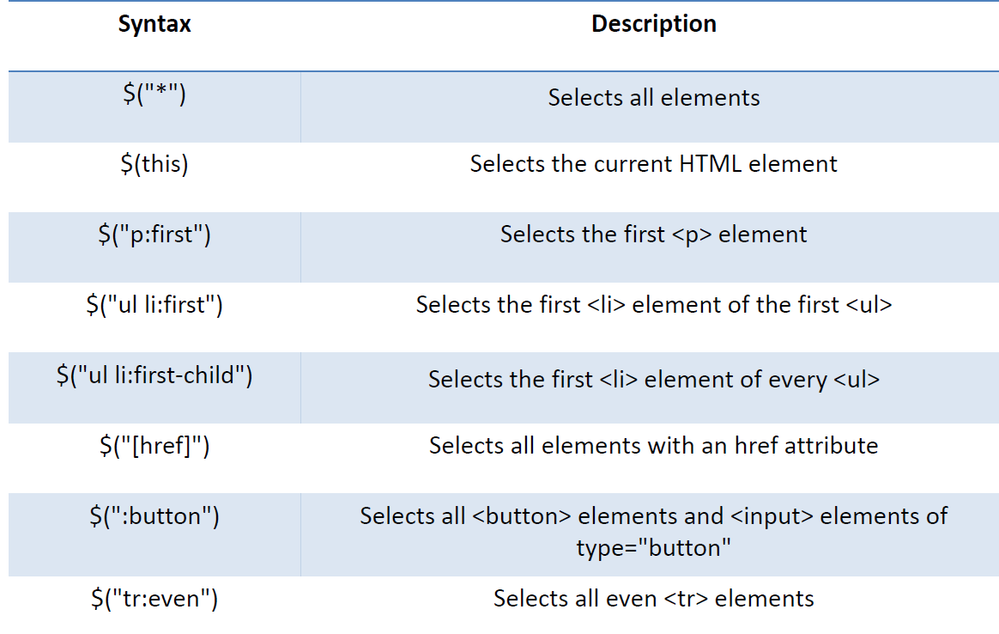 Syntax Description
$("*") Selects all elements
$(this) Selects the current HTML element
$("p:first") Selects the first <p> element
$("ul li:first") Selects the first <li> element of the first <ul>
$("ul li:first-child") Selects the first <li> element of every <ul>
$("[href]") Selects all elements with an href attribute
$(":button") Selects all <button> elements and <input> elements of
type="button"
$("tr:even") Selects all even <tr> elements